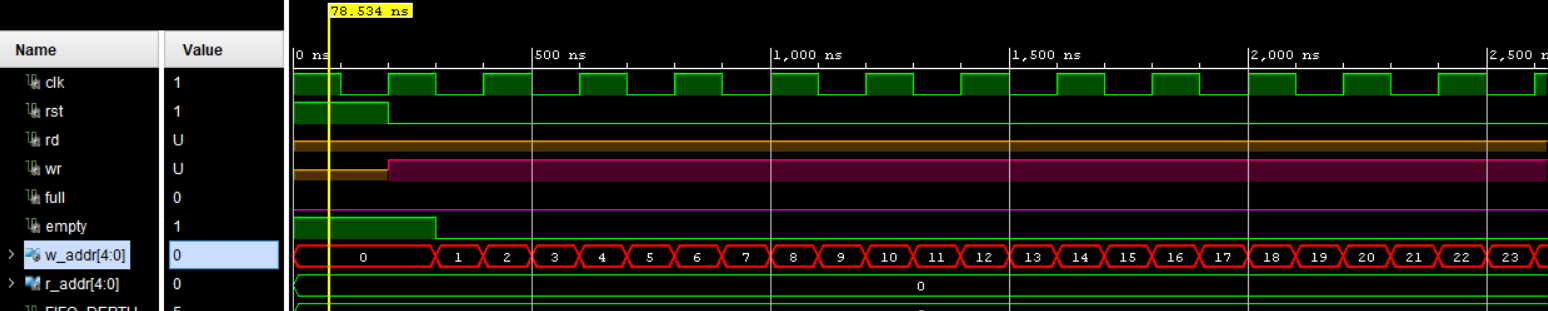 78.534 ns
Name Value
0 ns 500 ns 1,000 ns 1,500 ns 2,000 ns 2,500 n
clk 1
rst 1
rd U
wr U
full 0
empty 1
w_addr[4:0] 0 0 1 2 3 4 5 6 7 8 9 10 11 12 13 14 15 16 17 18 19 20 21 22 23
r_addr[4:0] 0 0